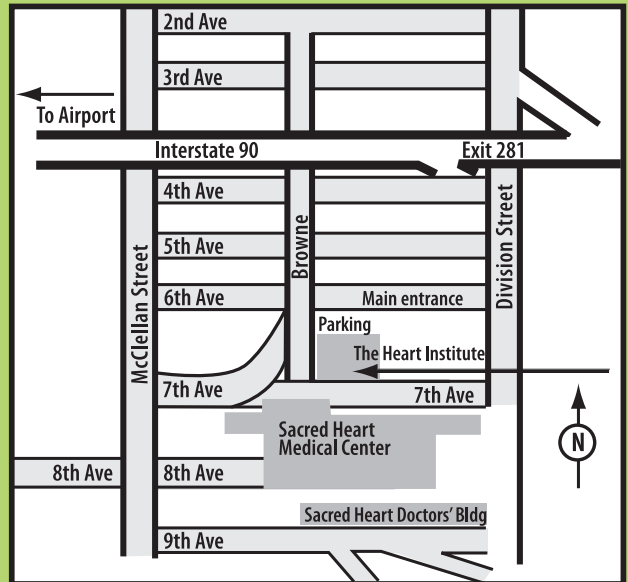 2nd Ave
3rd Ave
To Airport
Interstate 90
Exit 281
4th Ave
5th Ave
Browne
McClellan Street
Division Street
6th Ave
Main entrance
Parking
The Heart Institute
7th Ave
7th Ave
Sacred Heart
Medical Center
N
8th Ave
8th Ave
Sacred Heart Doctors' Bldg
9th Ave